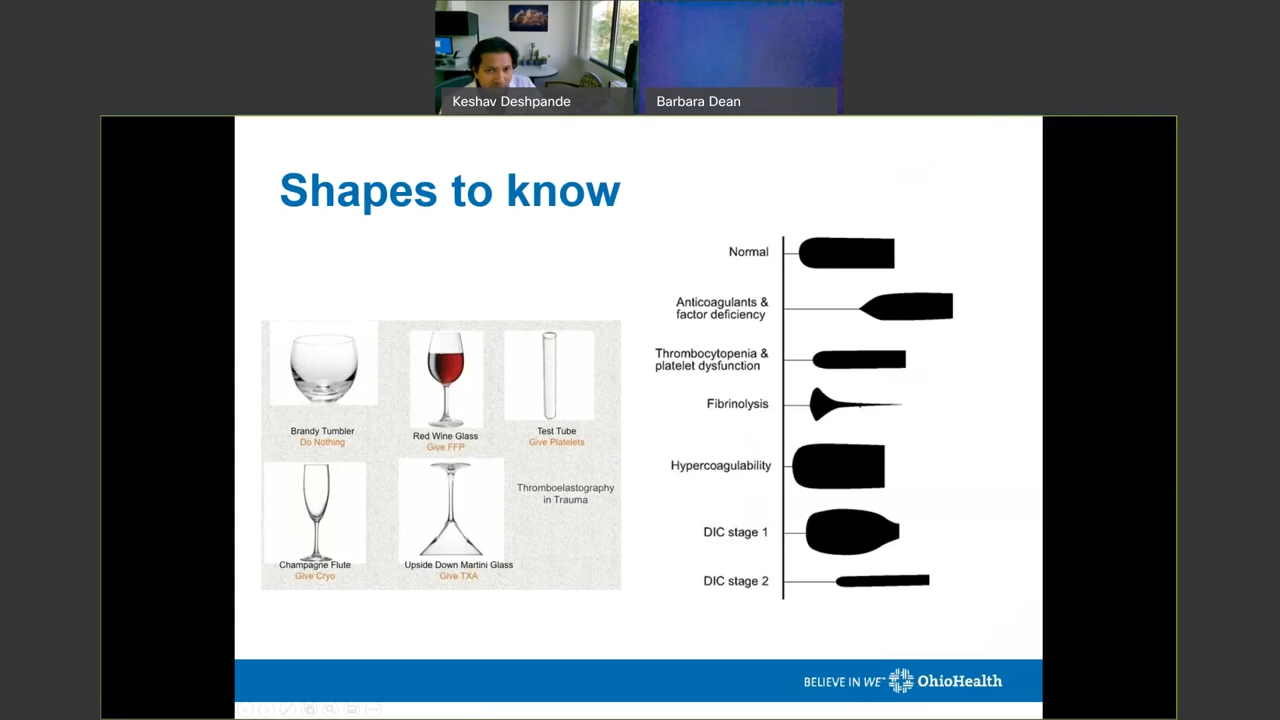 Keshav Deshpande
Barbara Dean
Shapes to know
Brandy Tumbler
Do Nothing
Red Wine Glass
Give FFP
Test Tube
Give Platelets
Champagne Flute
Give Cryo
Upside Down Martini Glass
Give TXA
Thromboelastography
in Trauma
Normal
Anticoagulants &
factor deficiency
Thrombocytopenia &
platelet dysfunction
Fibrinolysis
Hypercoagulability
DIC stage 1
DIC stage 2
BELIEVE IN WE™ OhioHealth